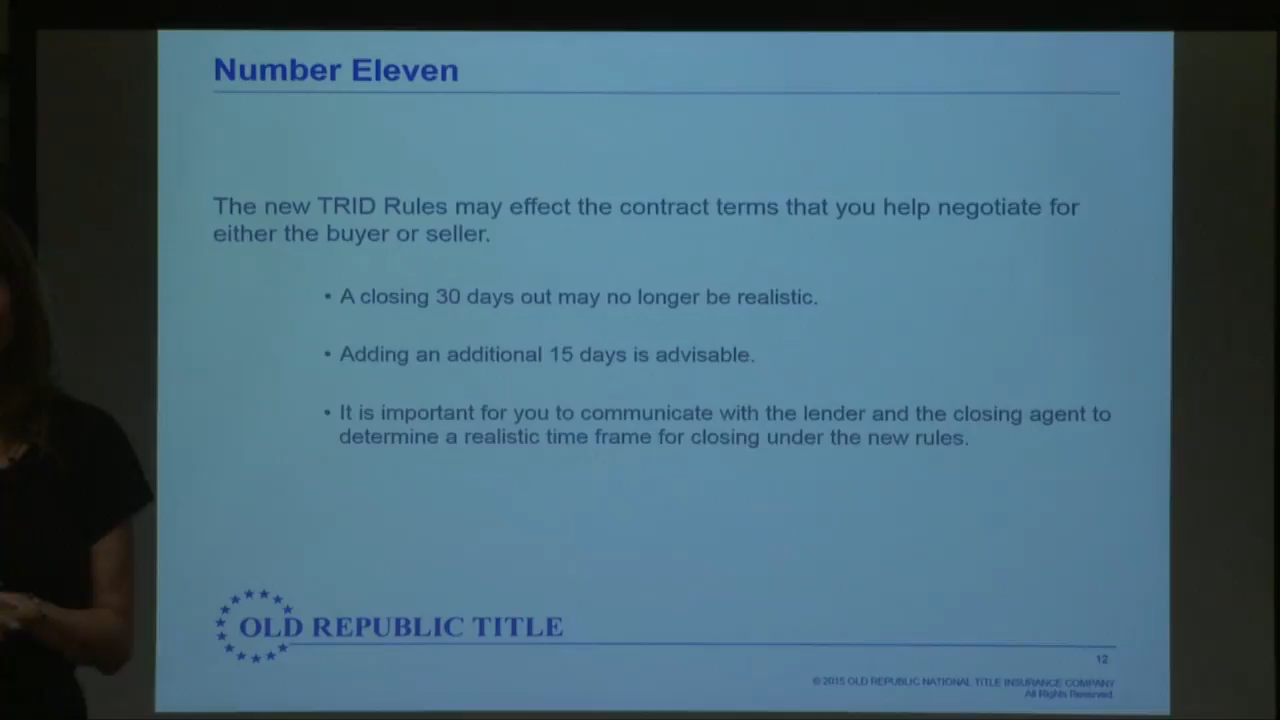 Number Eleven
The new TRID Rules may effect the contract terms that you help negotiate for
either the buyer or seller.
• A closing 30 days out may no longer be realistic.
• Adding an additional 15 days is advisable.
• It is important for you to communicate with the lender and the closing agent to
determine a realistic time frame for closing under the new rules.
OLD REPUBLIC TITLE
12
© 2015 OLD REPUBLIC NATIONAL TITLE INSURANCE COMPANY
All Rights Reserved